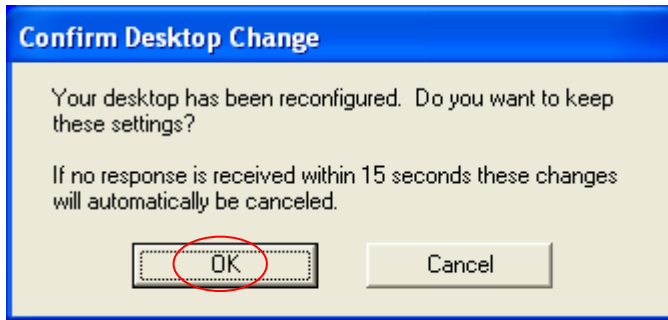 Confirm Desktop Change
Your desktop has been reconfigured.  Do you want to keep
these settings?
If no response is received within 15 seconds these changes
will automatically be canceled.
OK
Cancel